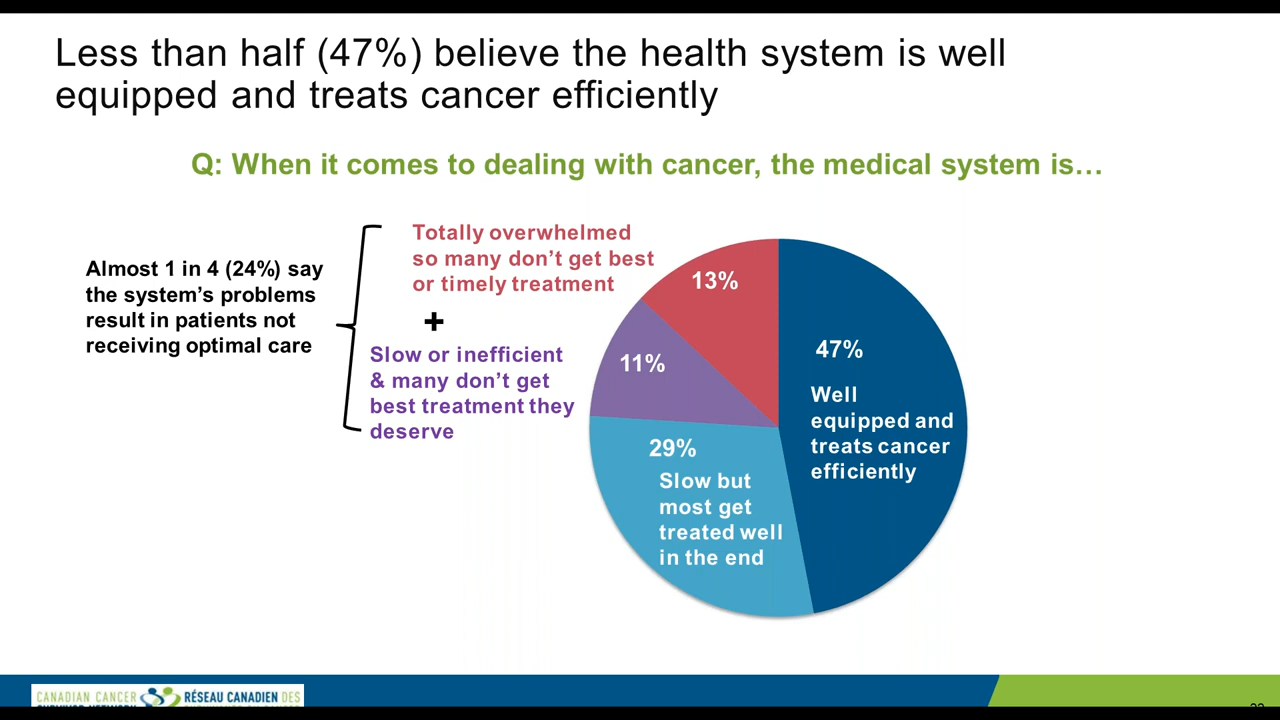 Less than half (47%) believe the health system is well
equipped and treats cancer efficiently
Q: When it comes to dealing with cancer, the medical system is…
Almost 1 in 4 (24%) say
the system's problems
result in patients not
receiving optimal care
Totally overwhelmed
so many don't get best
or timely treatment
+
Slow or inefficient
& many don't get
best treatment they
deserve
13%
11%
47%
Well
equipped and
treats cancer
efficiently
29%
Slow but
most get
treated well
in the end
CANADIAN CANCER
RÉSEAU CANADIEN DES